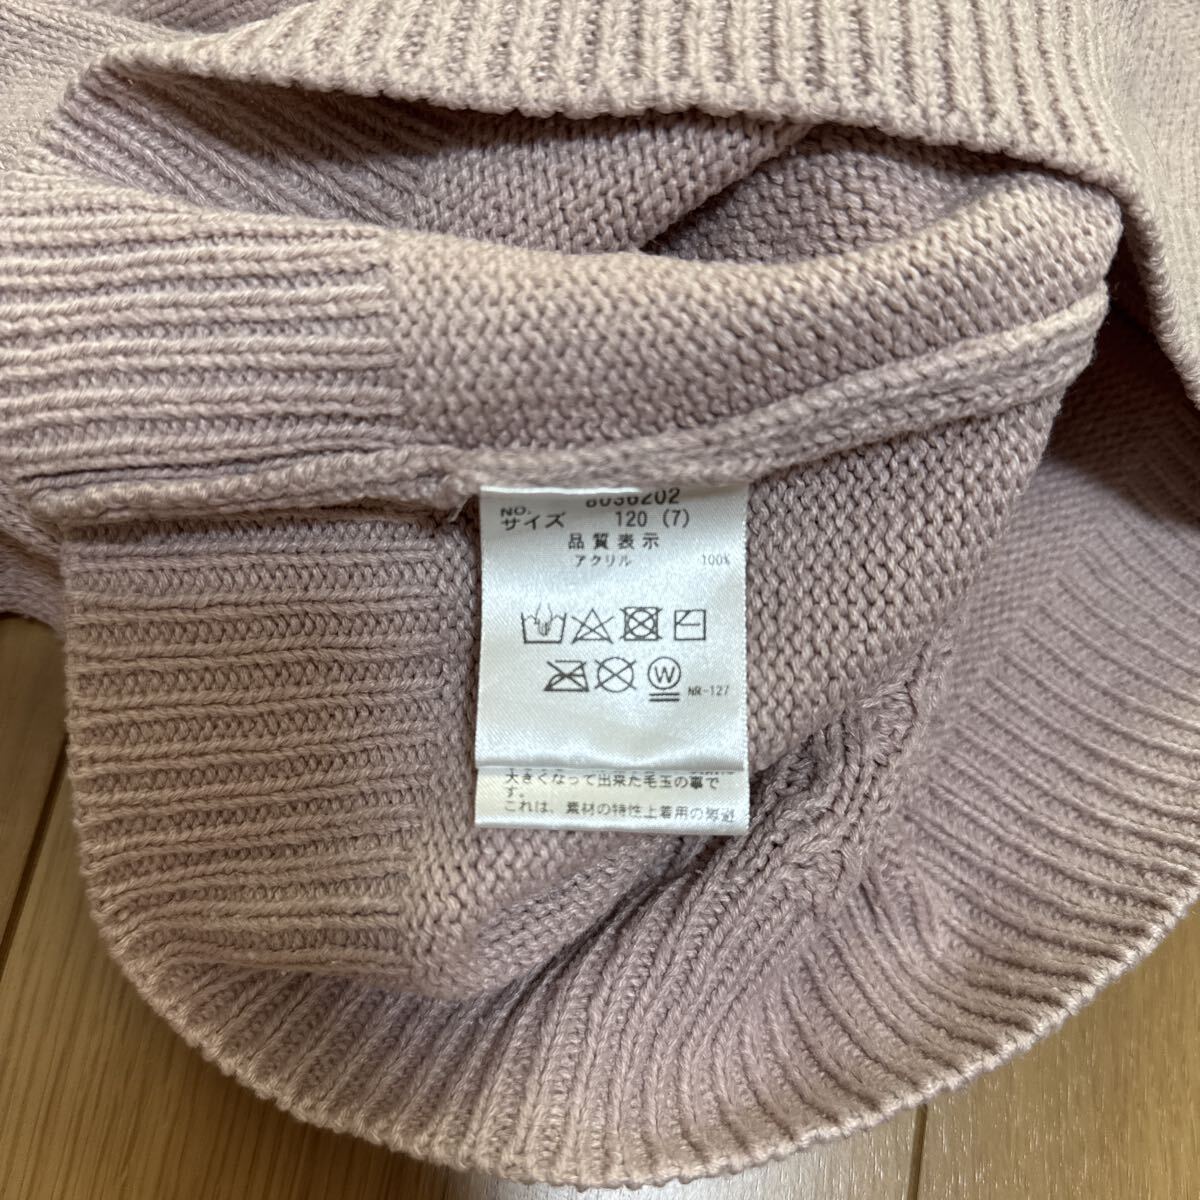 NO. 8036202
サイズ 120 (7)
品質表示
アクリル 100%
W
NR-127
大きくなって出来た毛玉の事で
す。
これは、素材の特性上着用の